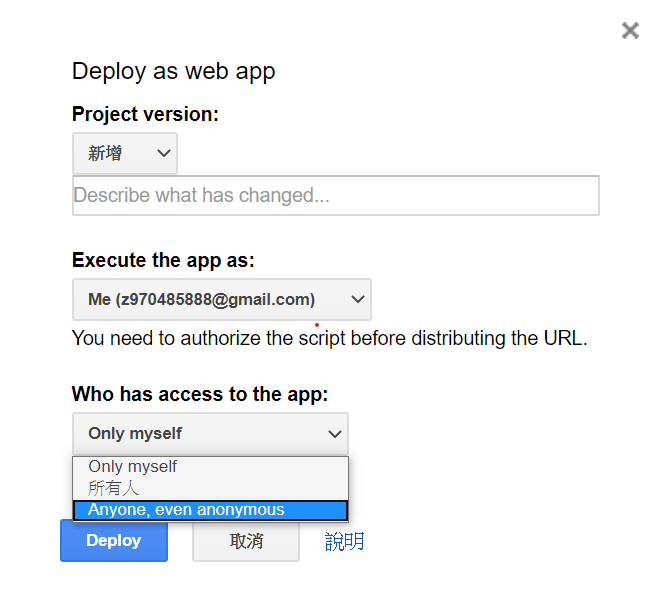 Deploy as web app
Project version:
新增
Describe what has changed...
Execute the app as:
Me (z970485888@gmail.com)
You need to authorize the script before distributing the URL.
Who has access to the app:
Only myself
Only myself
所有人
Anyone, even anonymous
Deploy 取消 說明